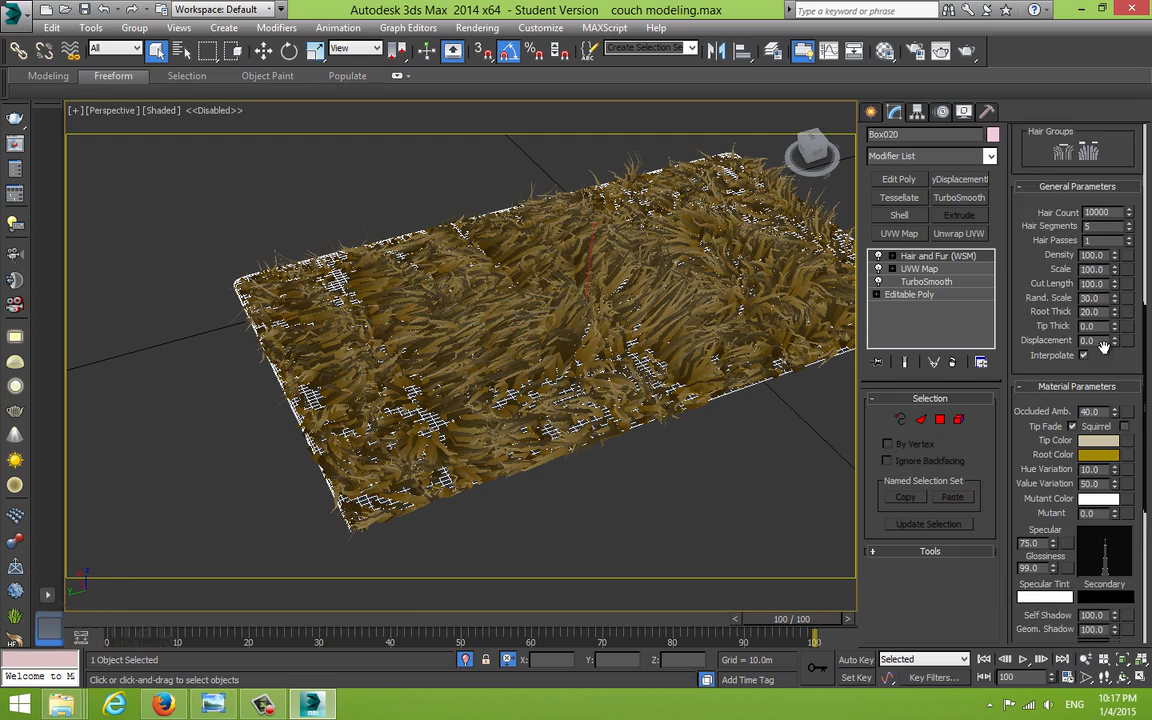 Workspace: Default
Autodesk 3ds Max 2014 x64 - Student Version couch modeling.max
Type a keyword or phrase
Edit Tools Group Views Create Modifiers Animation Graph Editors Rendering Customize MAXScript Help
All
View
Create Selection Se
Modeling Freeform Selection Object Paint Populate
[+] [Perspective] [Shaded] <<Disabled>>
Box020
Modifier List
Edit Poly
yDisplacement
Tessellate
TurboSmooth
Shell
Extrude
UVW Map
Unwrap UVW
Hair and Fur (WSM)
UVW Map
TurboSmooth
Editable Poly
Selection
By Vertex
Ignore Backfacing
Named Selection Set
Copy
Paste
Update Selection
Tools
Hair Groups
General Parameters
Hair Count 10000
Hair Segments 5
Hair Passes 1
Density 100.0
Scale 100.0
Cut Length 100.0
Rand. Scale 30.0
Root Thick 20.0
Tip Thick 0.0
Displacement 0.0
Interpolate
Material Parameters
Occluded Amb. 40.0
Tip Fade Squirrel
Tip Color
Root Color
Hue Variation 10.0
Value Variation 50.0
Mutant Color
Mutant 0.0
Specular
75.0
Glossiness
99.0
Specular Tint Secondary
Self Shadow 100.0
Geom. Shadow 100.0
100 / 100
0 10 20 30 40 50 60 70 80 90 100
1 Object Selected
X: Y: Z:
Grid = 10.0m
Auto Key
Selected
Welcome to M
Click or click-and-drag to select objects
Add Time Tag
Set Key
Key Filters...
100
ENG
10:17 PM
1/4/2015